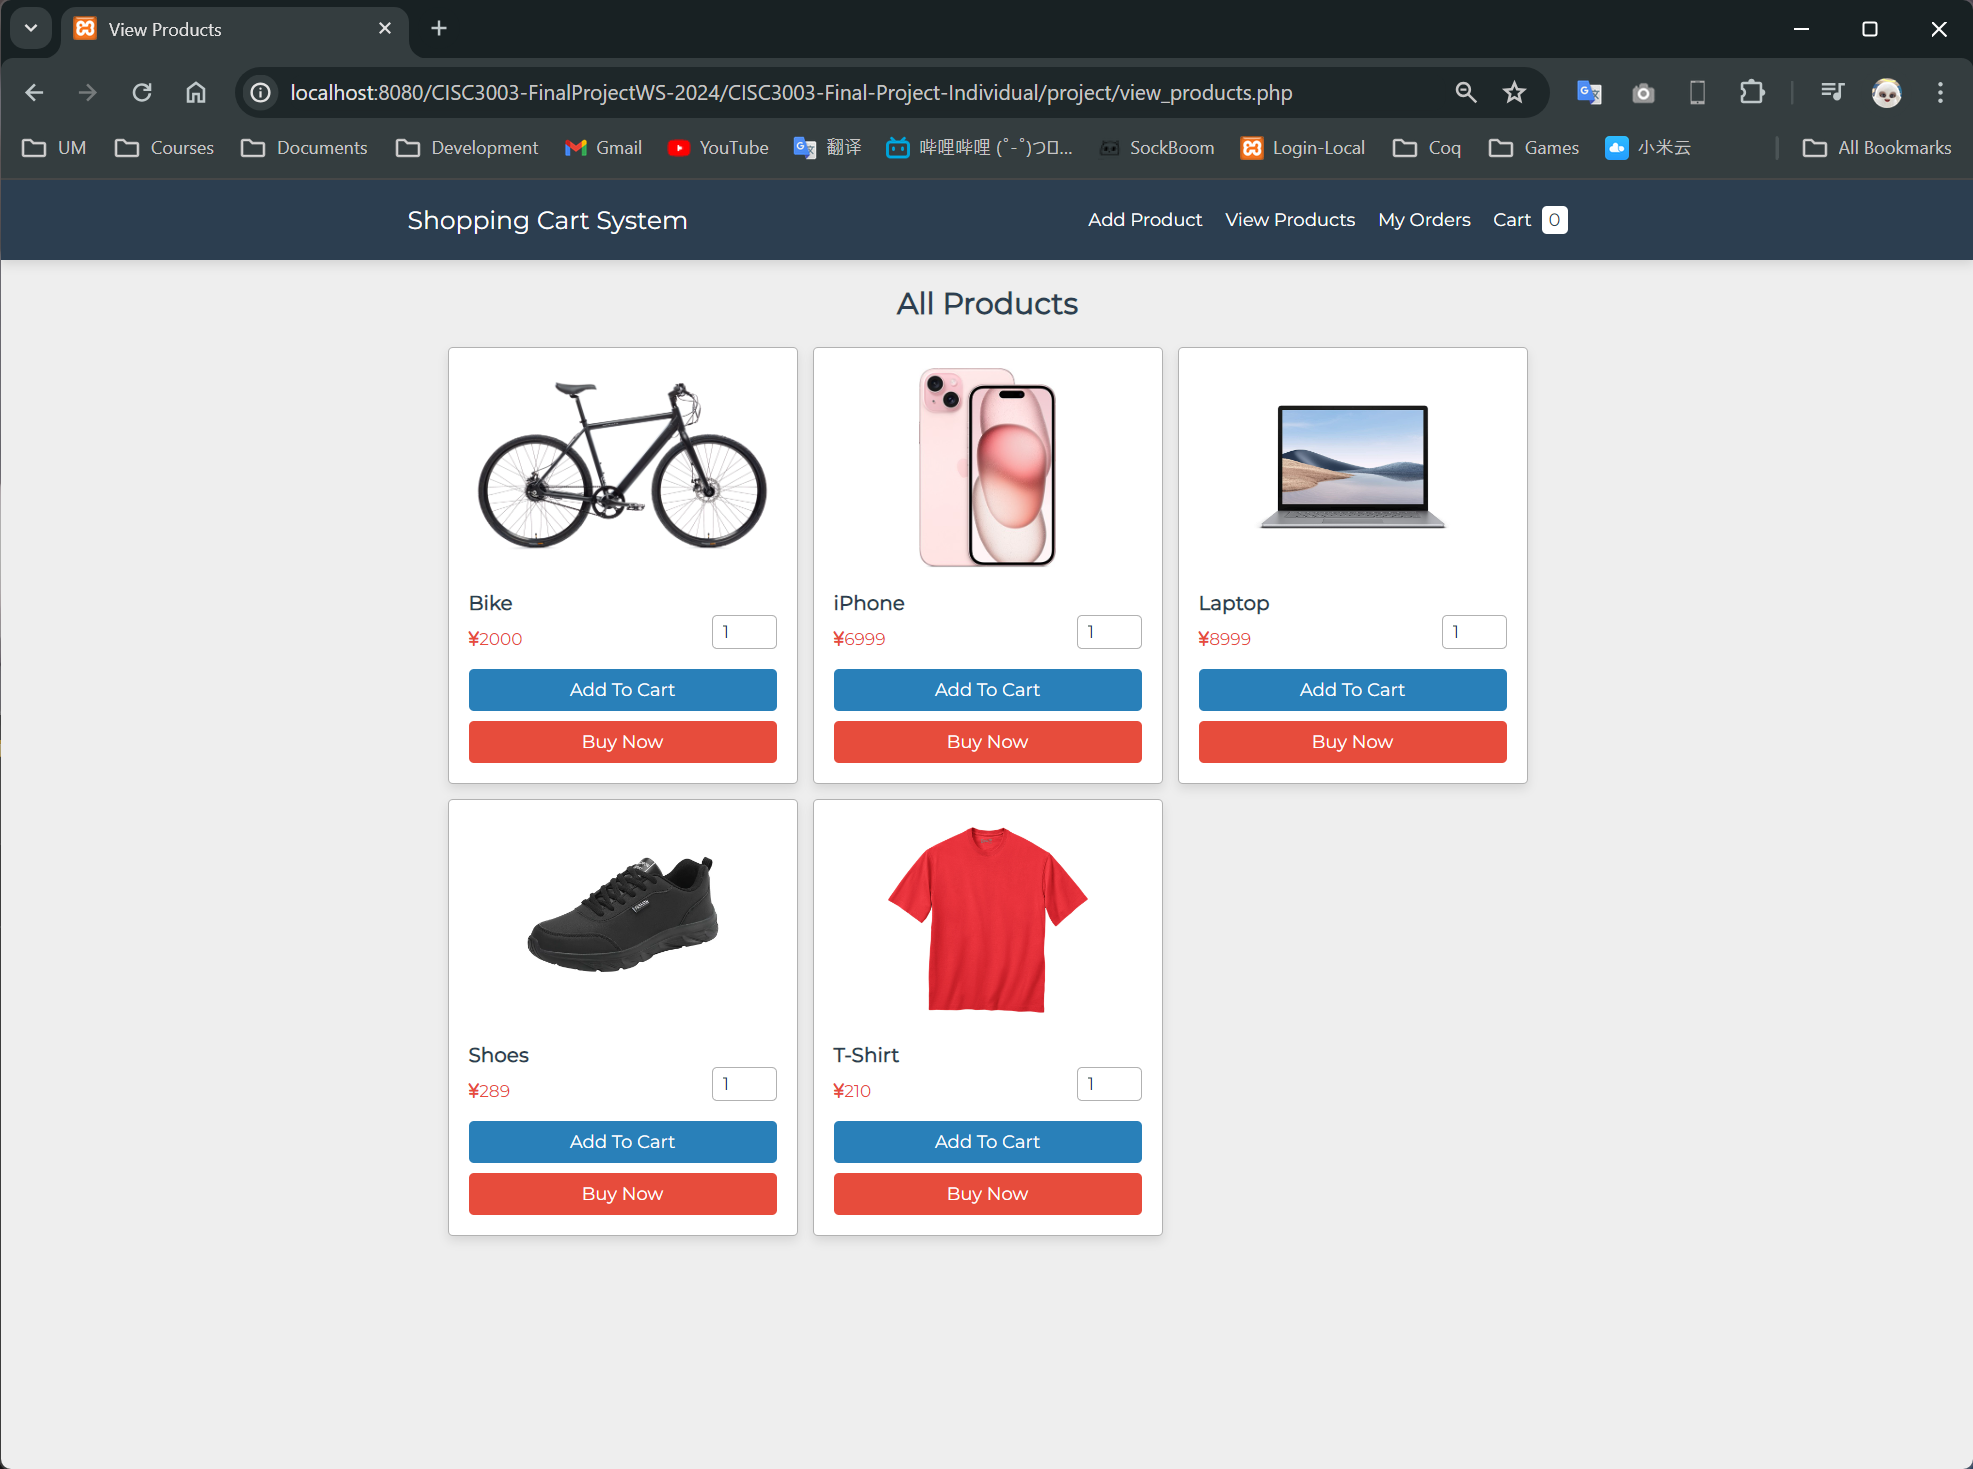 View Products
localhost:8080/CISC3003-FinalProjectWS-2024/CISC3003-Final-Project-Individual/project/view_products.php
UM Courses Documents Development Gmail YouTube 翻译 哔哩哔哩 (゜-゜)つロ... SockBoom Login-Local Coq Games 小米云 All Bookmarks
Shopping Cart System Add Product View Products My Orders Cart 0
All Products
Bike
¥2000 1
Add To Cart
Buy Now
iPhone
¥6999 1
Add To Cart
Buy Now
Laptop
¥8999 1
Add To Cart
Buy Now
Shoes
¥289 1
Add To Cart
Buy Now
T-Shirt
¥210 1
Add To Cart
Buy Now